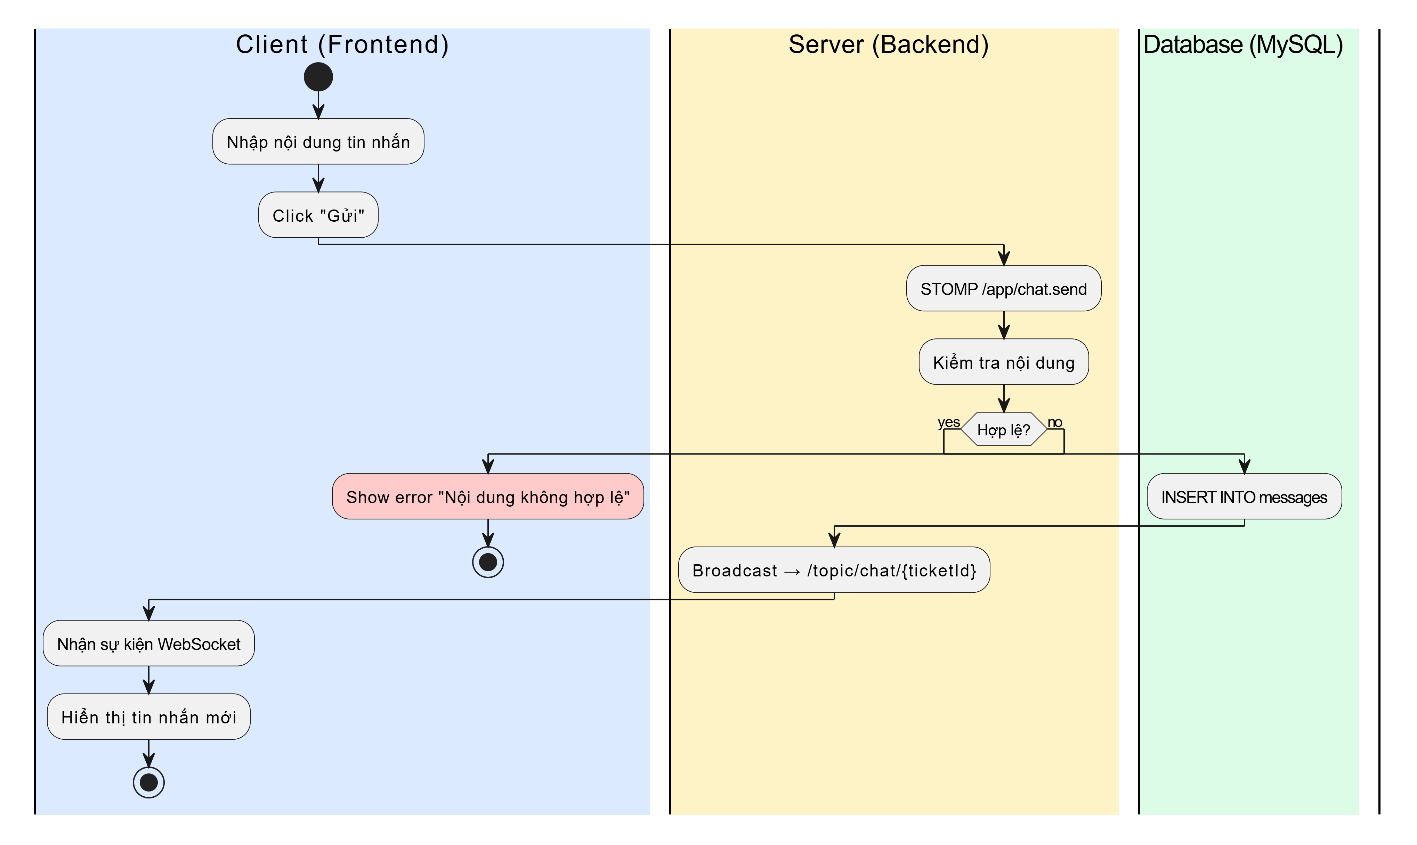 Client (Frontend)
Server (Backend)
Database (MySQL)
Nhập nội dung tin nhắn
Click "Gửi"
STOMP /app/chat.send
Kiểm tra nội dung
yes
Hợp lệ?
no
Show error "Nội dung không hợp lệ"
INSERT INTO messages
Broadcast → /topic/chat/{ticketId}
Nhận sự kiện WebSocket
Hiển thị tin nhắn mới